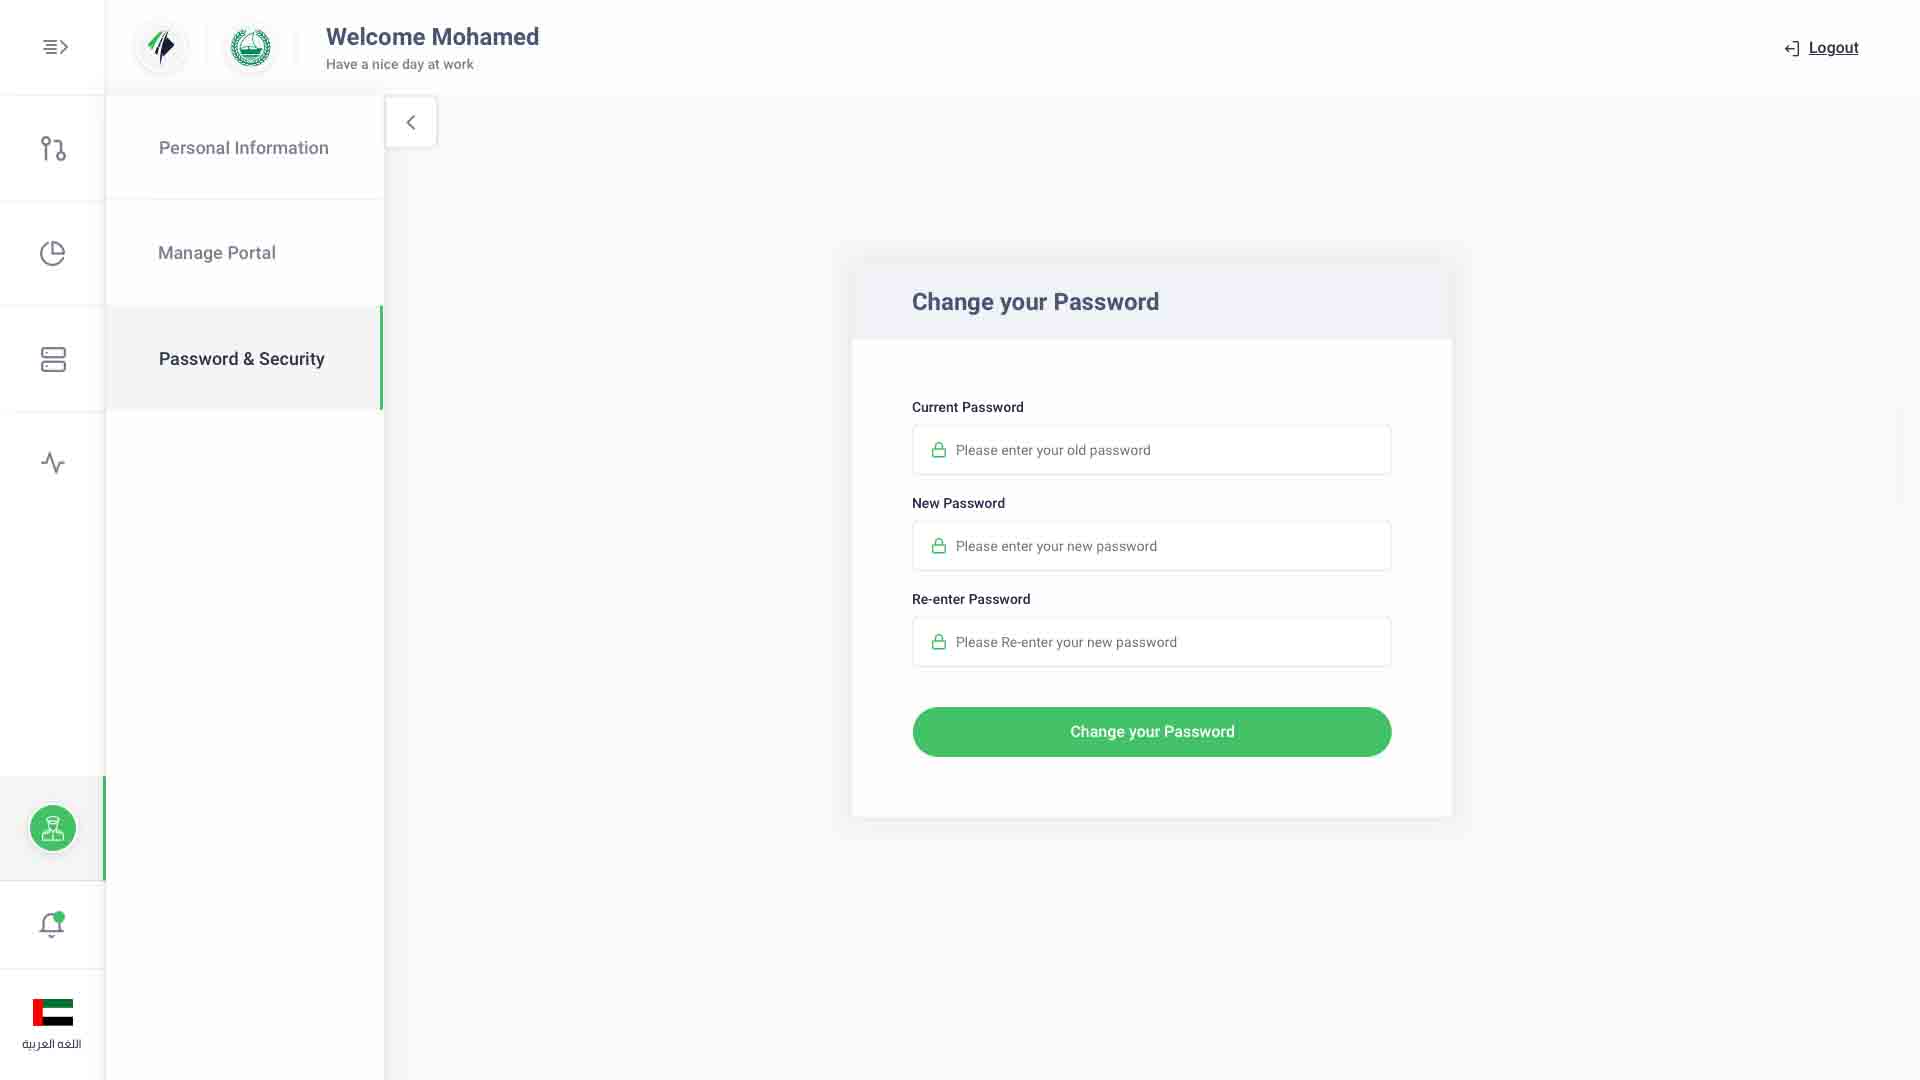 Welcome Mohamed
Have a nice day at work
Logout
Personal Information
Manage Portal
Password & Security
Change your Password
Current Password
Please enter your old password
New Password
Please enter your new password
Re-enter Password
Please Re-enter your new password
Change your Password
اللغه العربية